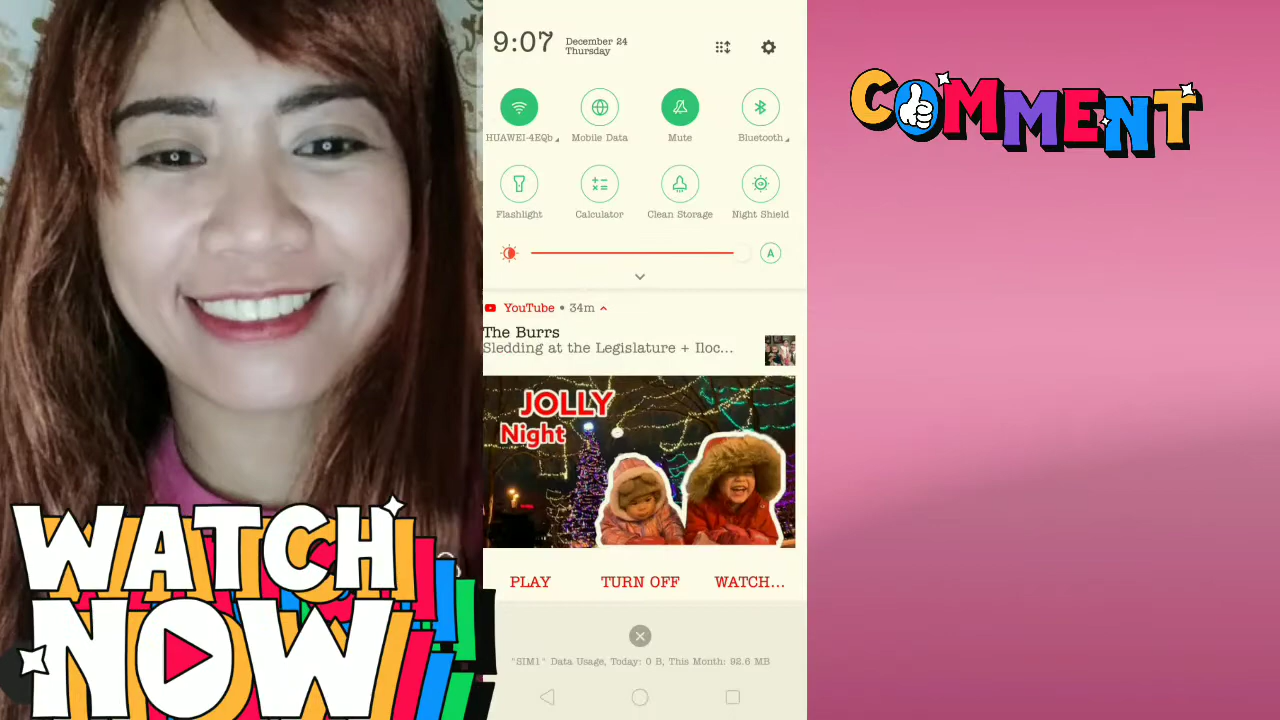 WATCH
NOW
9:07
December 24
Thursday
HUAWEI-4EQb
Mobile Data
Mute
Bluetooth
Flashlight
Calculator
Clean Storage
Night Shield
A
YouTube • 34m
The Burrs
Sledding at the Legislature + Iloc...
JOLLY
Night
PLAY
TURN OFF
WATCH...
"SIM1" Data Usage, Today: 0 B, This Month: 92.6 MB
COMMENT